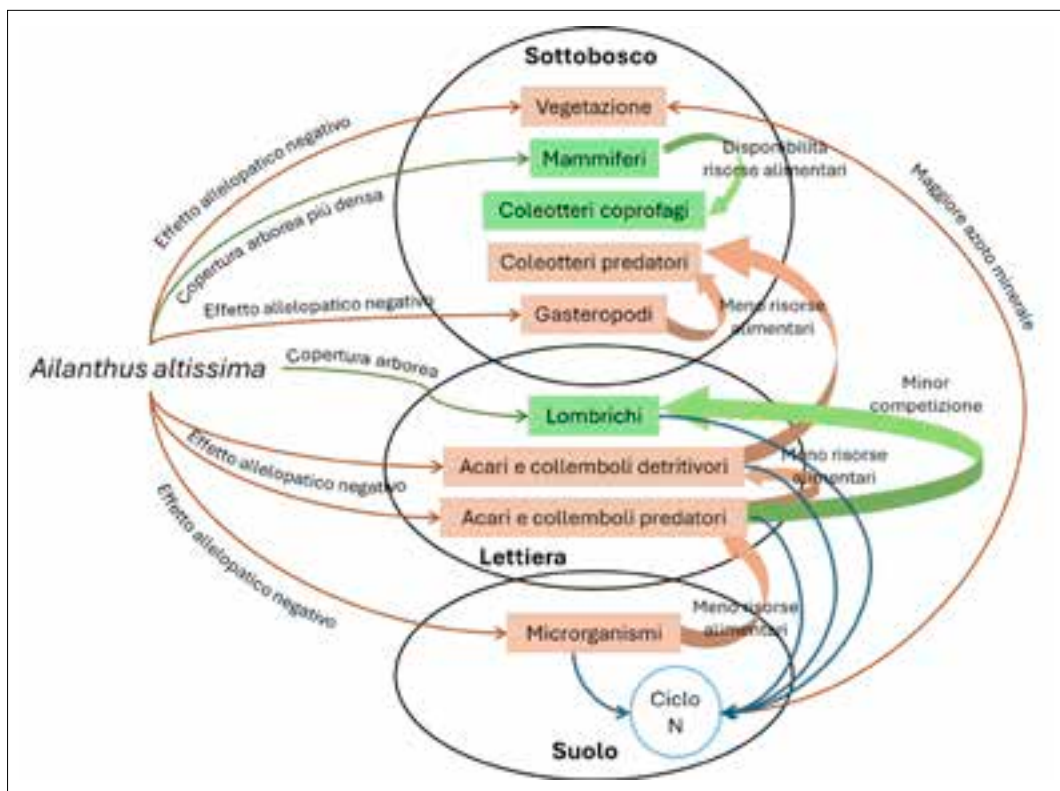 Sottobosco
Vegetazione
Effetto allelopatico negativo
Mammiferi
Disponibilità
risorse alimentari
Copertura arborea più densa
Coleotteri coprofagi
Maggiore azoto minerale
Coleotteri predatori
Effetto allelopatico negativo
Gasteropodi
Meno risorse
alimentari
Ailanthus altissima
Copertura arborea
Minor
competizione
Lombrichi
Effetto allelopatico negativo
Acari e collemboli detritivori
Meno risorse
alimentari
Acari e collemboli predatori
Lettiera
Effetto allelopatico negativo
Microrganismi
Meno risorse
alimentari
Ciclo
N
Suolo